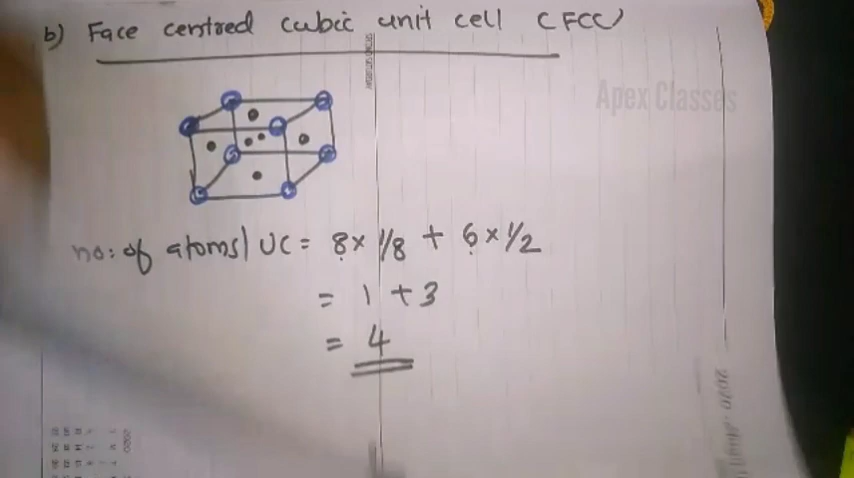 b) Face centred cubic unit cell (FCC)
Apex Classes
no: of atoms/UC = 8 x 1/8 + 6 x 1/2
= 1 + 3
= 4
2020